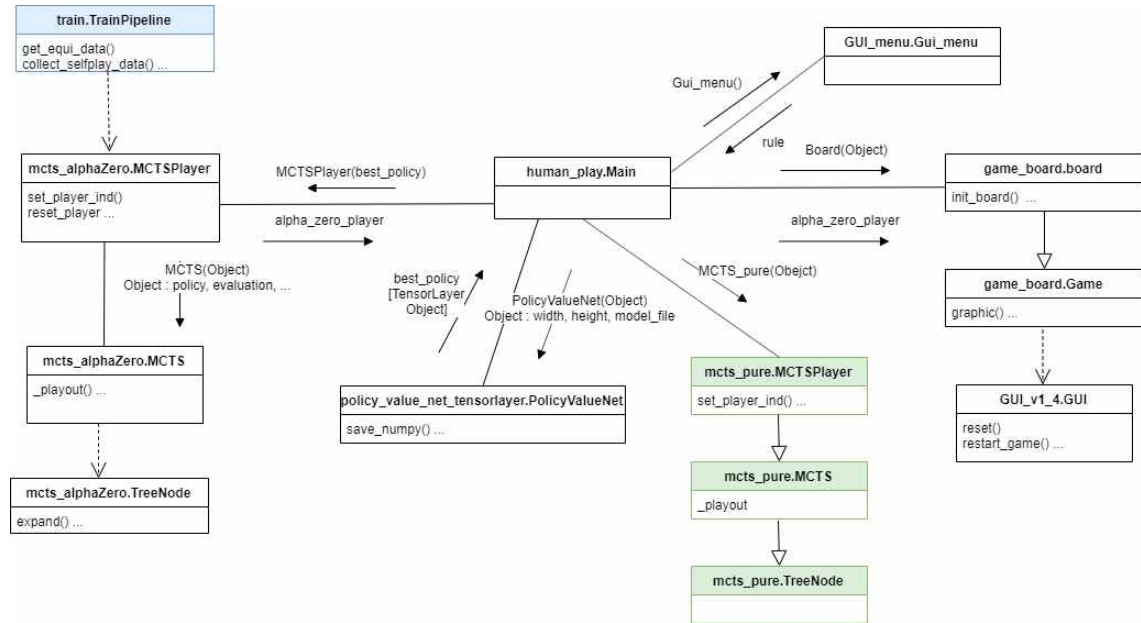 train.TrainPipeline
get_equi_data()
collect_selfplay_data() ...
GUI_menu.Gui_menu
Gui_menu()
rule
mcts_alphaZero.MCTSPlayer
set_player_ind()
reset_player ...
MCTSPlayer(best_policy)
alpha_zero_player
human_play.Main
Board(Object)
alpha_zero_player
game_board.board
init_board() ...
MCTS(Object)
Object : policy, evaluation, ...
best_policy
[TensorLayer
Object]
PolicyValueNet(Object)
Object : width, height, model_file
MCTS_pure(Obejct)
game_board.Game
graphic() ...
mcts_alphaZero.MCTS
_playout() ...
policy_value_net_tensorlayer.PolicyValueNet
save_numpy() ...
mcts_pure.MCTSPlayer
set_player_ind() ...
GUI_v1_4.GUI
reset()
restart_game() ...
mcts_alphaZero.TreeNode
expand() ...
mcts_pure.MCTS
_playout
mcts_pure.TreeNode